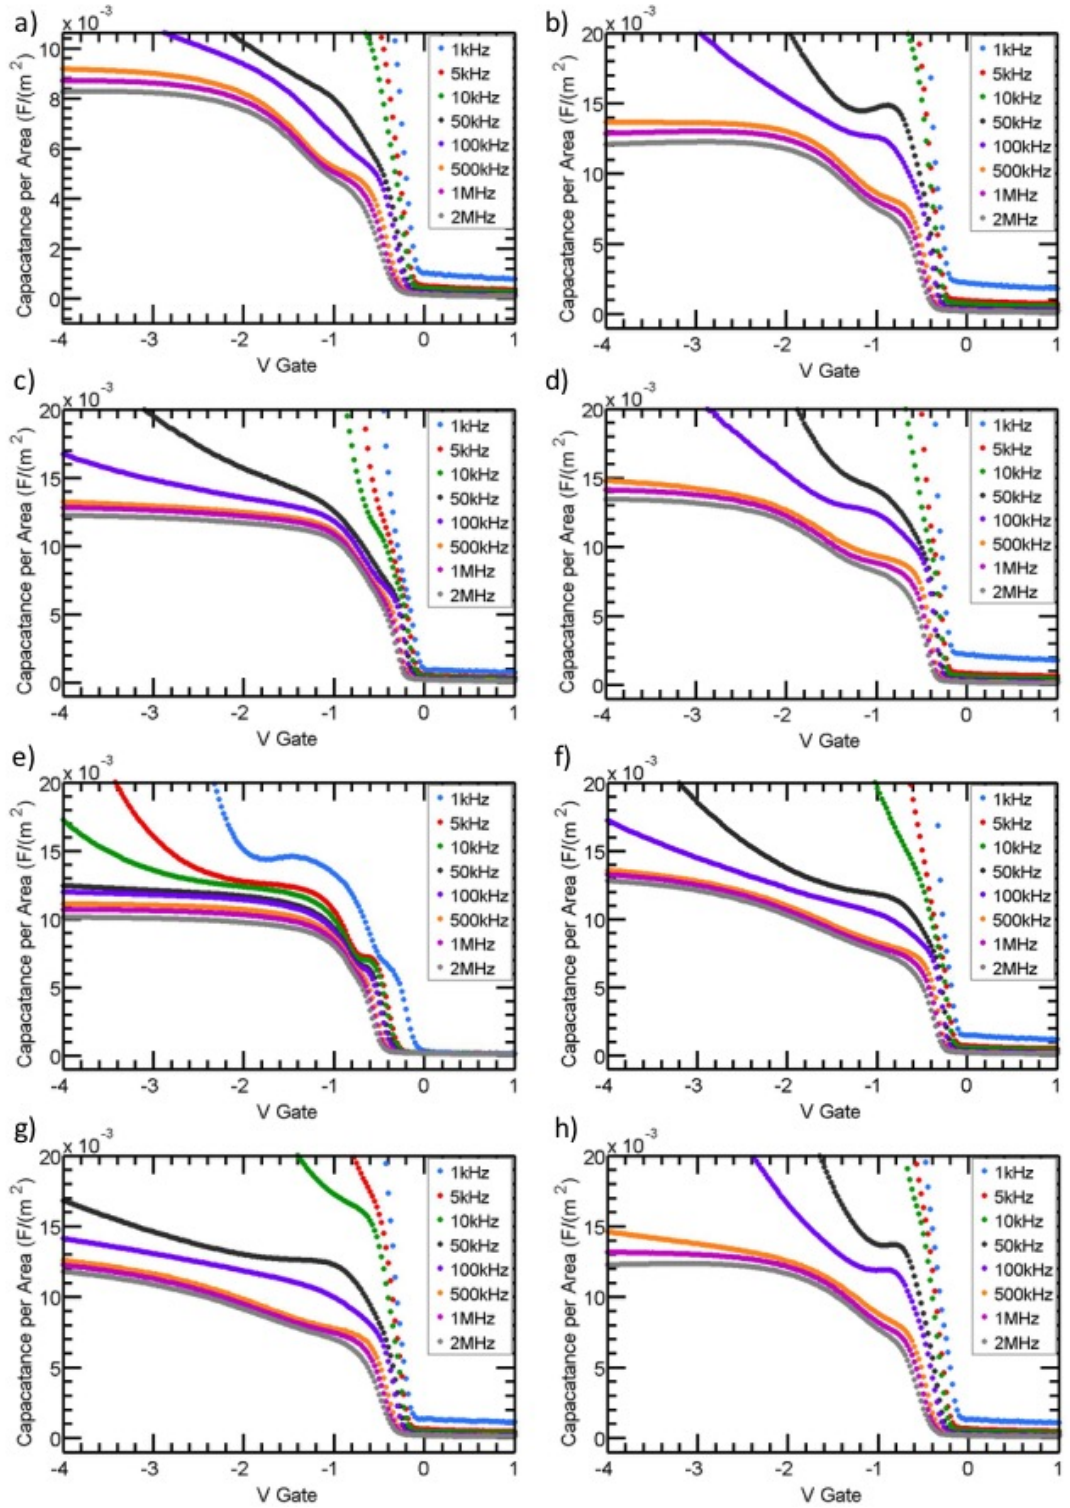 a)
x 10 -3
Capacatance per Area (F/(m 2)
10
8
6
4
2
0
-4 -3 -2 -1 0 1
V Gate
1kHz
5kHz
10kHz
50kHz
100kHz
500kHz
1MHz
2MHz
b)
x 10 -3
Capacatance per Area (F/(m 2)
20
15
10
5
0
-4 -3 -2 -1 0 1
V Gate
1kHz
5kHz
10kHz
50kHz
100kHz
500kHz
1MHz
2MHz
c)
x 10 -3
Capacatance per Area (F/(m 2)
20
15
10
5
0
-4 -3 -2 -1 0 1
V Gate
1kHz
5kHz
10kHz
50kHz
100kHz
500kHz
1MHz
2MHz
d)
x 10 -3
Capacatance per Area (F/(m 2)
20
15
10
5
0
-4 -3 -2 -1 0 1
V Gate
1kHz
5kHz
10kHz
50kHz
100kHz
500kHz
1MHz
2MHz
e)
x 10 -3
Capacatance per Area (F/(m 2)
20
15
10
5
0
-4 -3 -2 -1 0 1
V Gate
1kHz
5kHz
10kHz
50kHz
100kHz
500kHz
1MHz
2MHz
f)
x 10 -3
Capacatance per Area (F/(m 2)
20
15
10
5
0
-4 -3 -2 -1 0 1
V Gate
1kHz
5kHz
10kHz
50kHz
100kHz
500kHz
1MHz
2MHz
g)
x 10 -3
Capacatance per Area (F/(m 2)
20
15
10
5
0
-4 -3 -2 -1 0 1
V Gate
1kHz
5kHz
10kHz
50kHz
100kHz
500kHz
1MHz
2MHz
h)
x 10 -3
Capacatance per Area (F/(m 2)
20
15
10
5
0
-4 -3 -2 -1 0 1
V Gate
1kHz
5kHz
10kHz
50kHz
100kHz
500kHz
1MHz
2MHz